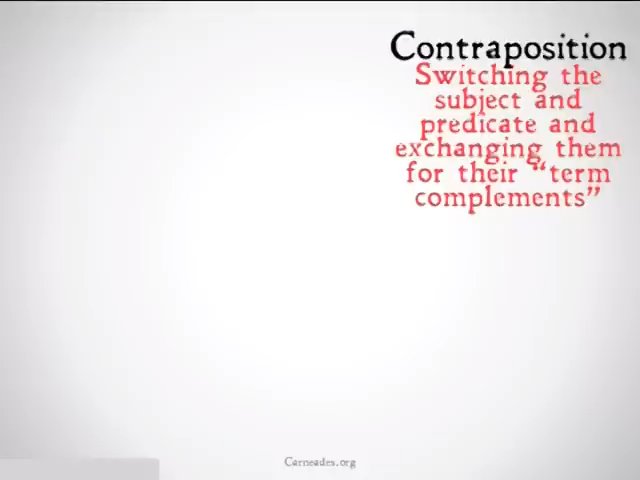 Contraposition
Switching the
subject and
predicate and
exchanging them
for their “term
complements”
Carneades.org